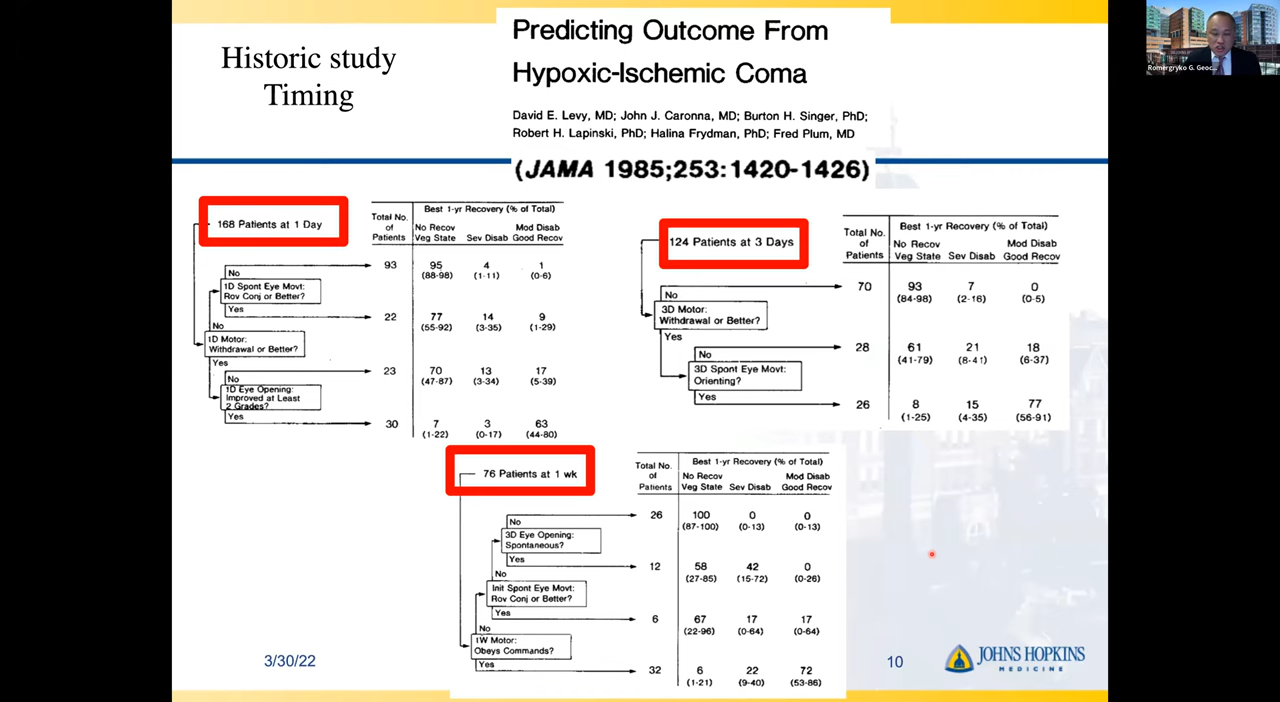 Historic study
Timing
Predicting Outcome From
Hypoxic-Ischemic Coma
David E. Levy, MD; John J. Caronna, MD; Burton H. Singer, PhD;
Robert H. Lapinski, PhD; Halina Frydman, PhD; Fred Plum, MD
(JAMA 1985;253:1420-1426)
Romergryko G. Geoc...
168 Patients at 1 Day
Total No. of Patients
Best 1-yr Recovery (% of Total)
No Recov Veg State Sev Disab Mod Disab Good Recov
No 93 95 4 1
(88-98) (1-11) (0-6)
1D Spont Eye Movt:
Rov Conj or Better?
Yes 22 77 14 9
(55-92) (3-35) (1-29)
No
1D Motor:
Withdrawal or Better?
Yes
No 23 70 13 17
(47-87) (3-34) (5-39)
1D Eye Opening:
Improved at Least
2 Grades?
Yes 30 7 3 63
(1-22) (0-17) (44-80)
124 Patients at 3 Days
Total No. of Patients
Best 1-yr Recovery (% of Total)
No Recov Veg State Sev Disab Mod Disab Good Recov
No 70 93 7 0
(84-98) (2-16) (0-5)
3D Motor:
Withdrawal or Better?
Yes
No 28 61 21 18
(41-79) (8-41) (6-37)
3D Spont Eye Movt:
Orienting?
Yes 26 8 15 77
(1-25) (4-35) (56-91)
76 Patients at 1 wk
Total No. of Patients
Best 1-yr Recovery (% of Total)
No Recov Veg State Sev Disab Mod Disab Good Recov
No 26 100 0 0
(87-100) (0-13) (0-13)
3D Eye Opening:
Spontaneous?
Yes 12 58 42 0
(27-85) (15-72) (0-26)
No
Init Spont Eye Movt:
Rov Conj or Better?
Yes 6 67 17 17
(22-96) (0-64) (0-64)
No
1W Motor:
Obeys Commands?
Yes 32 6 22 72
(1-21) (9-40) (53-86)
3/30/22
10
JOHNS HOPKINS
MEDICINE